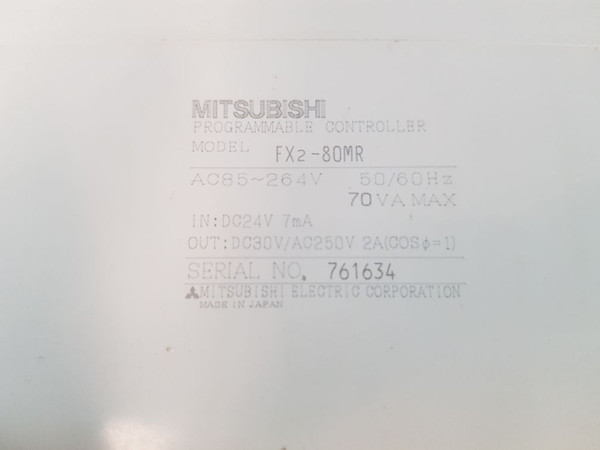 MITSUBISHI
PROGRAMMABLE CONTROLLER
MODEL FX2-80MR
AC85~264V 50/60Hz
70VA MAX
IN:DC24V 7mA
OUT:DC30V/AC250V 2A(COSϕ=1)
SERIAL NO. 761634
MITSUBISHI ELECTRIC CORPORATION
MADE IN JAPAN